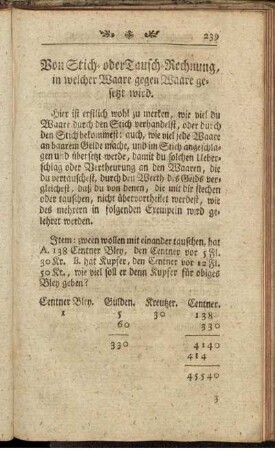 239
Von Stich- oder Tausch-Rechnung,
in welcher Waare gegen Waare ge-
setzt wird.
Hier ist erstlich wohl zu merken, wie viel du
Waare durch den Stich verhandelst, oder durch
den Stich bekommest: auch, wie viel jede Waare
an baarem Gelde mache, und im Stich angeschla-
gen und übersetzt werde, damit du solchen Ueber-
schlag oder Vertheurung an den Waaren, die
du vertauschest, durch den Werth des Gelds ver-
gleichest, daß du von denen, die mit dir stechen
oder tauschen, nicht übervortheilet werdest, wie
des mehrern in folgenden Exempeln wird ge-
lehret werden.
Item: zween wollen mit einander tauschen, hat
A. 138 Centner Bley, den Centner vor 5 Fl.
30 Kr. B. hat Kupfer, den Centner vor 12 Fl.
50 Kr., wie viel soll er denn Kupfer für obiges
Bley geben?
Centner Bley. Gulden. Kreutzer. Centner.
1 5 30 138
60 330
330 4140
414
45540
3